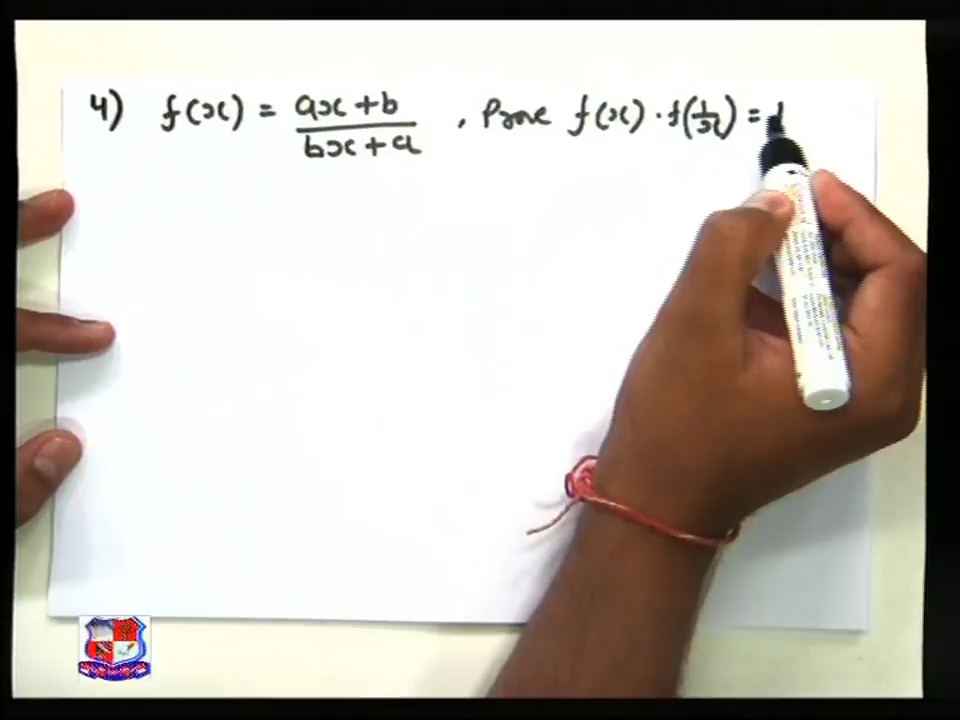 4) f(x) = ax + b / bx + a , Prove f(x) · f(1/x) = 1